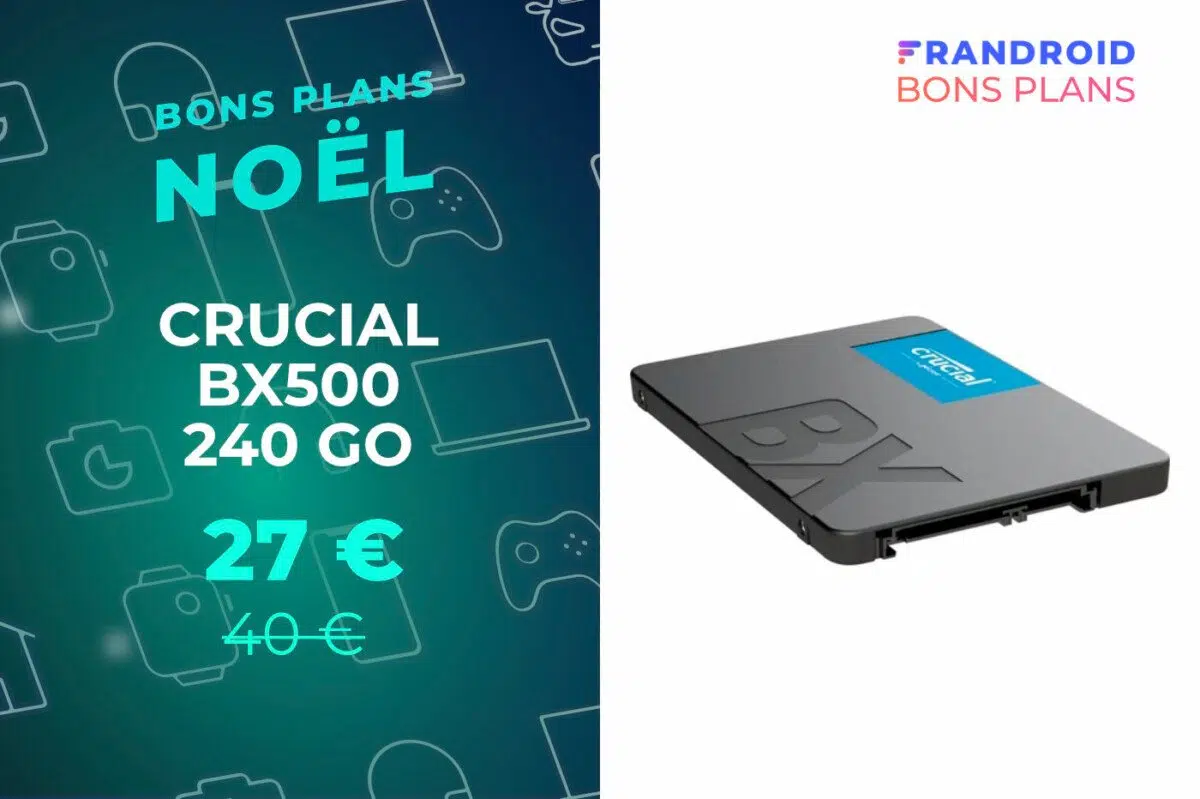 BONS PLANS
NOËL
CRUCIAL
BX500
240 GO
27 €
40 €
FRANDROID
BONS PLANS
crucial
BX